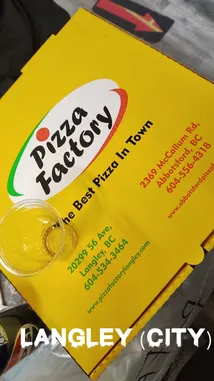 Pizza
Factory
The Best Pizza In Town
20299 56 Ave,
Langley, BC
604-534-3464
www.pizzafactorylangley.com
2369 McCallum Rd,
Abbotsford, BC
604-556-4318
LANGLEY (CITY)